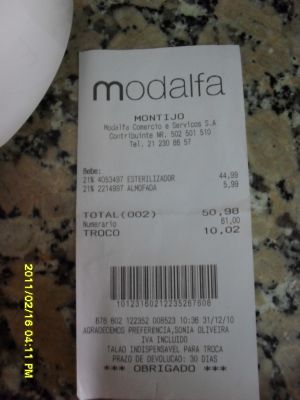 modalfa
MONTIJO
Modalfa Comercio e Servicos S.A
Contribuinte NR. 502 501 510
Tel. 21 230 86 57
Bebe:
21% 4053497 ESTERILIZADOR 44,99
21% 2214997 ALMOFADA 5,99
TOTAL(002) 50,98
Numerario 61,00
TROCO 10,02
10123160212235267606
676 802 122352 008523 10:36 31/12/10
AGRADECEMOS PREFERENCIA,SONIA OLIVEIRA
IVA INCLUIDO
TALAO INDISPENSAVEL PARA TROCA
PRAZO DE DEVOLUCAO: 30 DIAS
*** OBRIGADO ***
2011/02/16 04:11 PM